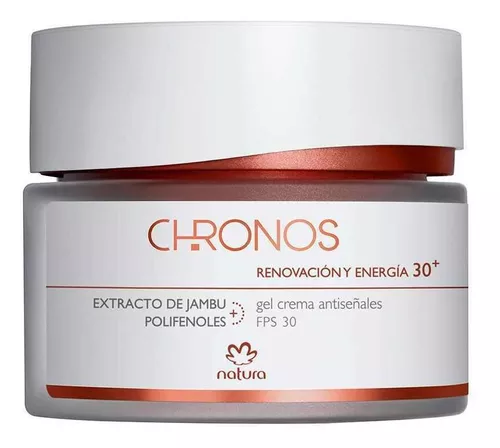 CHRONOS
RENOVACIÓN Y ENERGÍA 30+
EXTRACTO DE JAMBU
POLIFENOLES
+
gel crema antiseñales
FPS 30
natura